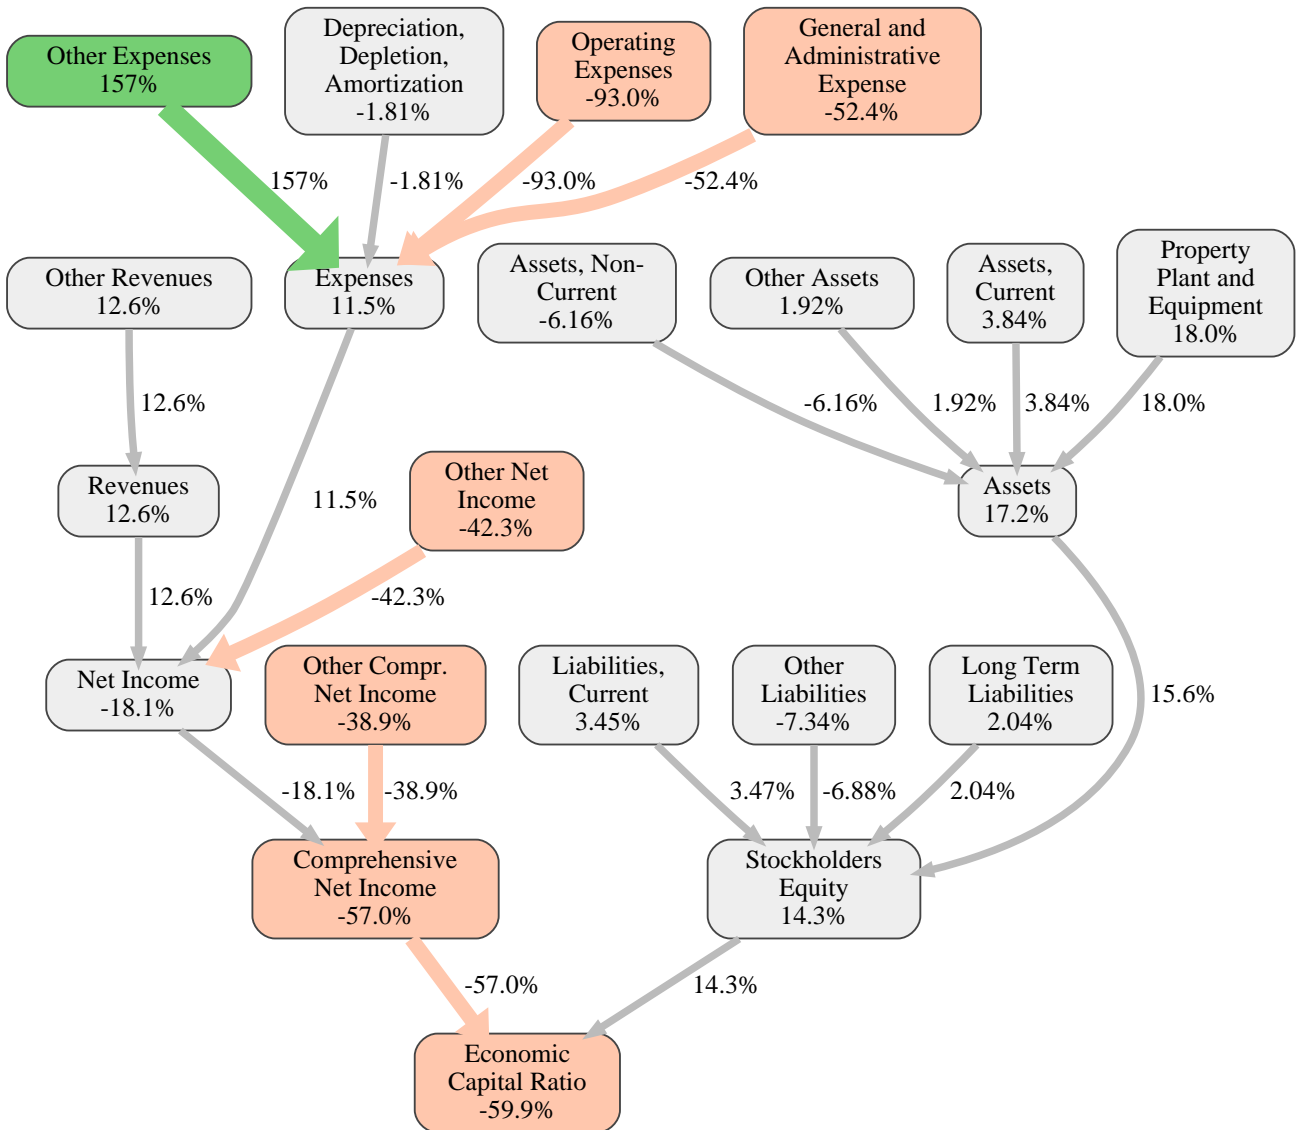 Other Expenses
157%
Depreciation,
Depletion,
Amortization
-1.81%
Operating
Expenses
-93.0%
General and
Administrative
Expense
-52.4%
157%
-1.81%
-93.0%
-52.4%
Other Revenues
12.6%
Expenses
11.5%
Assets, Non-
Current
-6.16%
Other Assets
1.92%
Assets,
Current
3.84%
Property
Plant and
Equipment
18.0%
12.6%
-6.16%
1.92%
3.84%
18.0%
Revenues
12.6%
11.5%
Other Net
Income
-42.3%
Assets
17.2%
12.6%
-42.3%
Net Income
-18.1%
Other Compr.
Net Income
-38.9%
Liabilities,
Current
3.45%
Other
Liabilities
-7.34%
Long Term
Liabilities
2.04%
15.6%
-18.1%
-38.9%
3.47%
-6.88%
2.04%
Comprehensive
Net Income
-57.0%
Stockholders
Equity
14.3%
-57.0%
14.3%
Economic
Capital Ratio
-59.9%